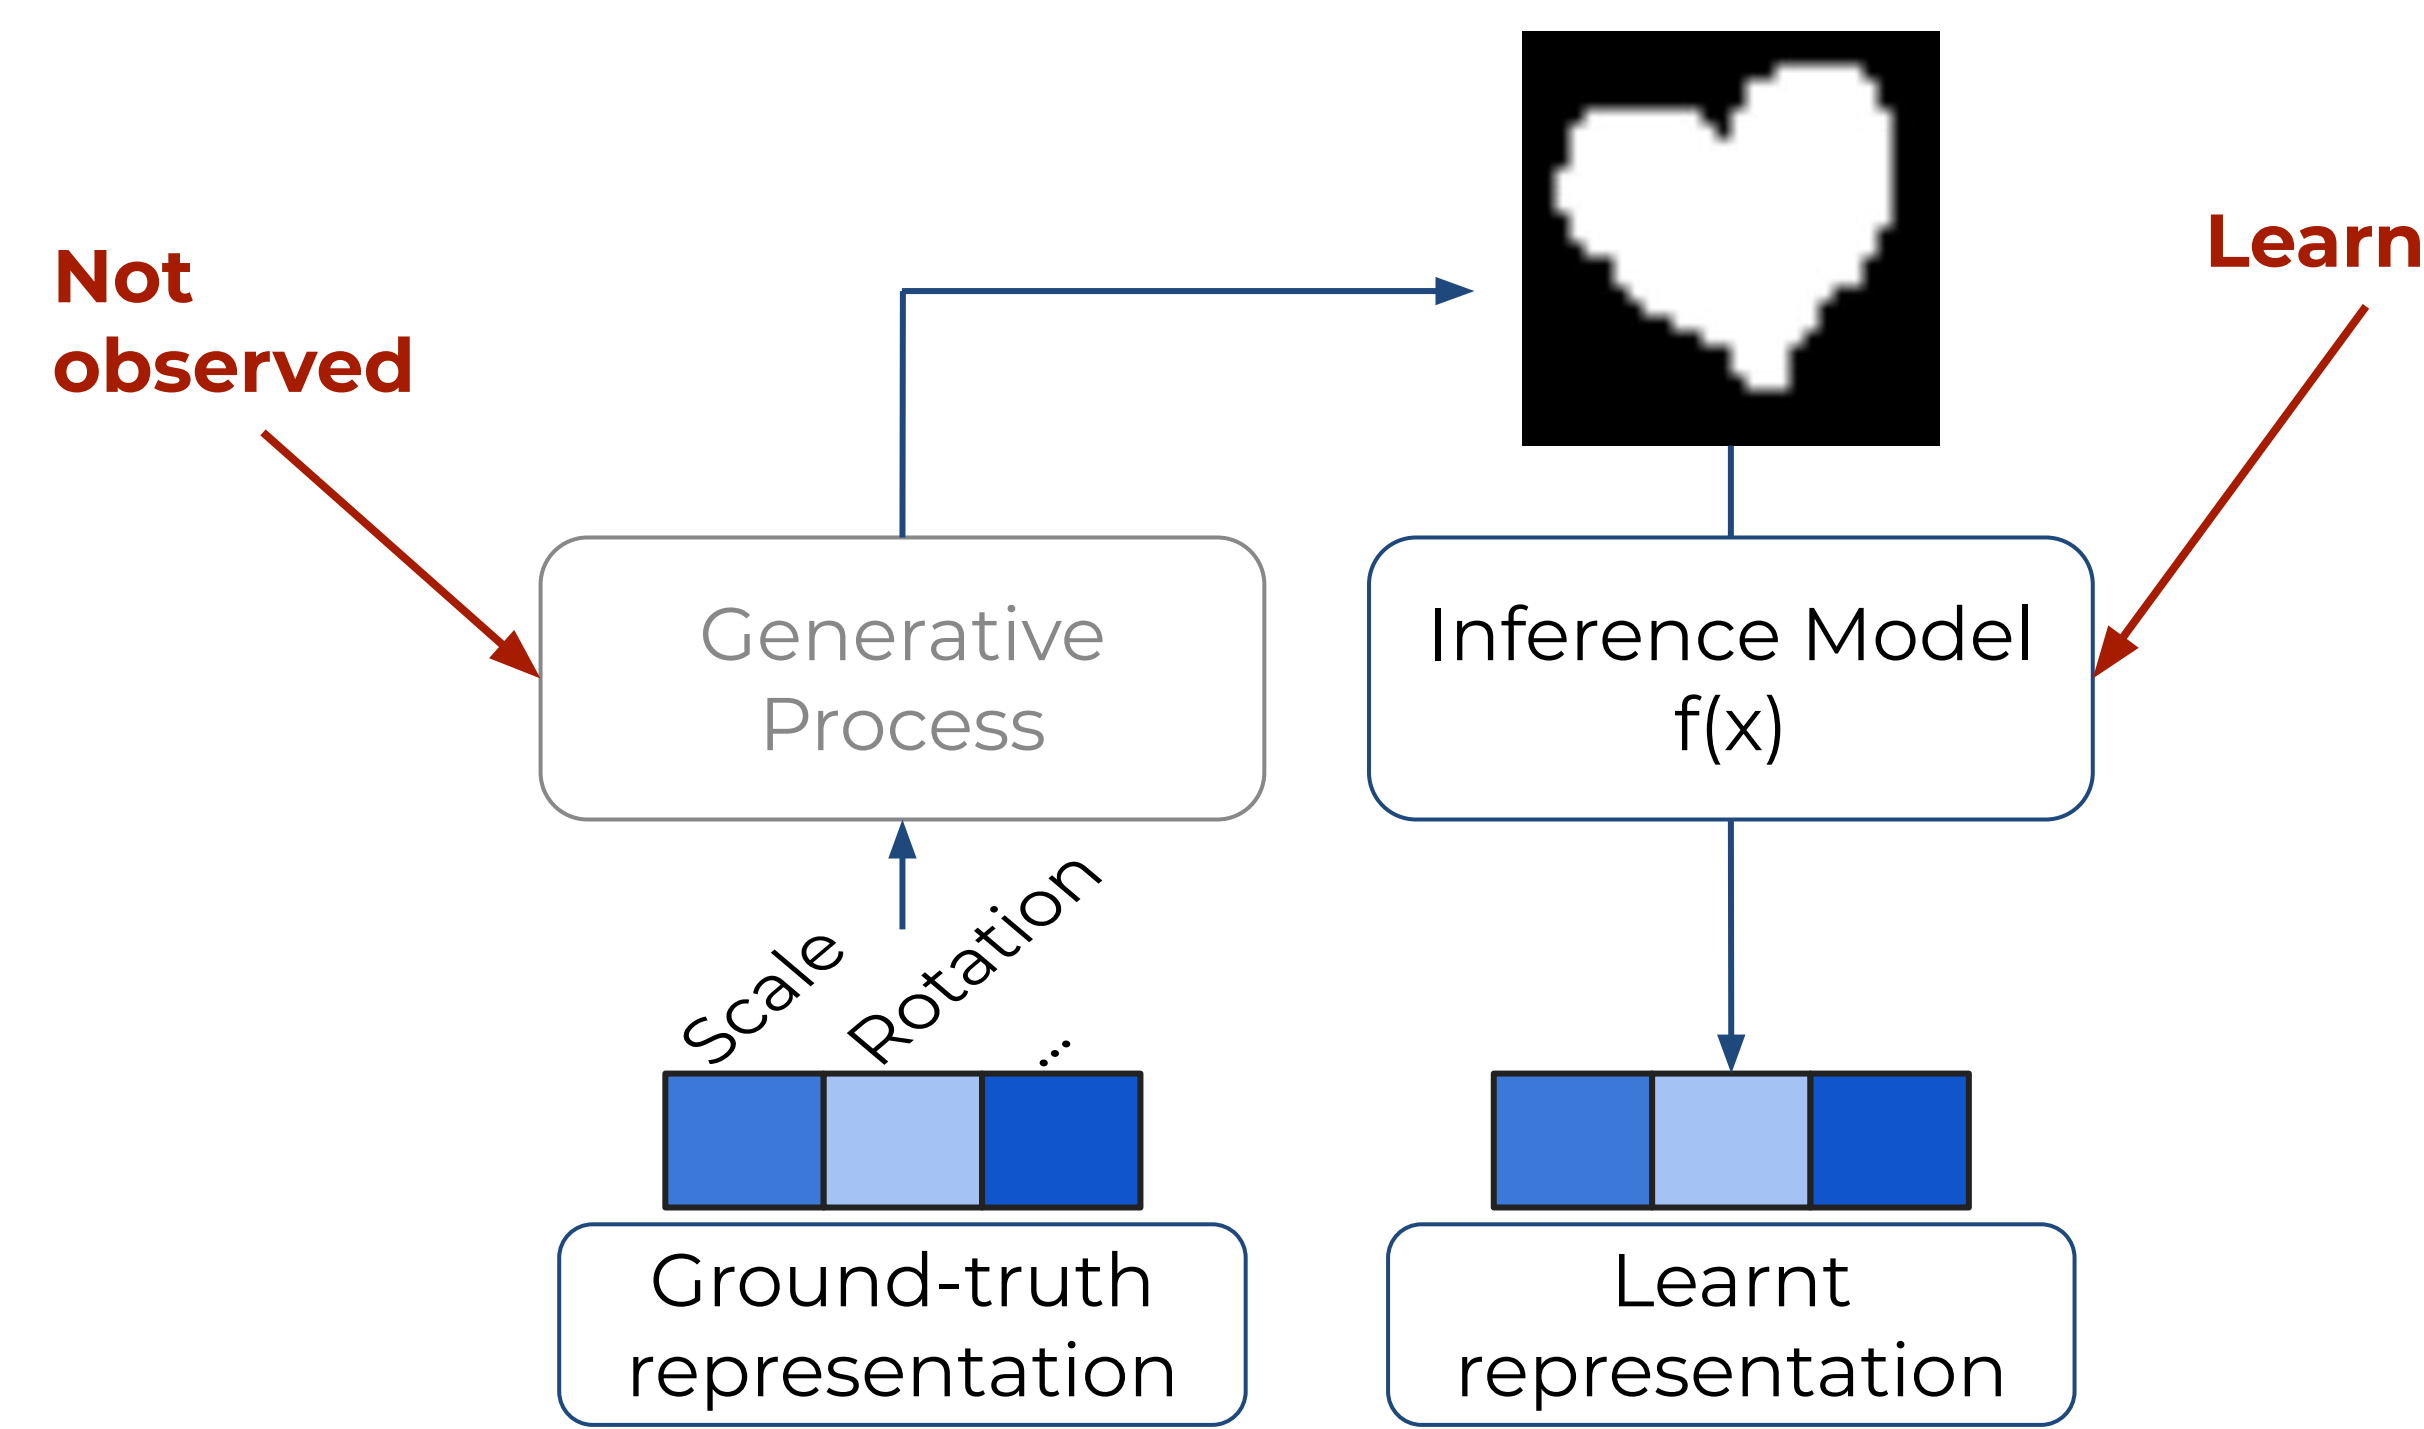 Not
observed
Learn
Generative
Process
Inference Model
f(x)
Scale
Rotation
...
Ground-truth
representation
Learnt
representation